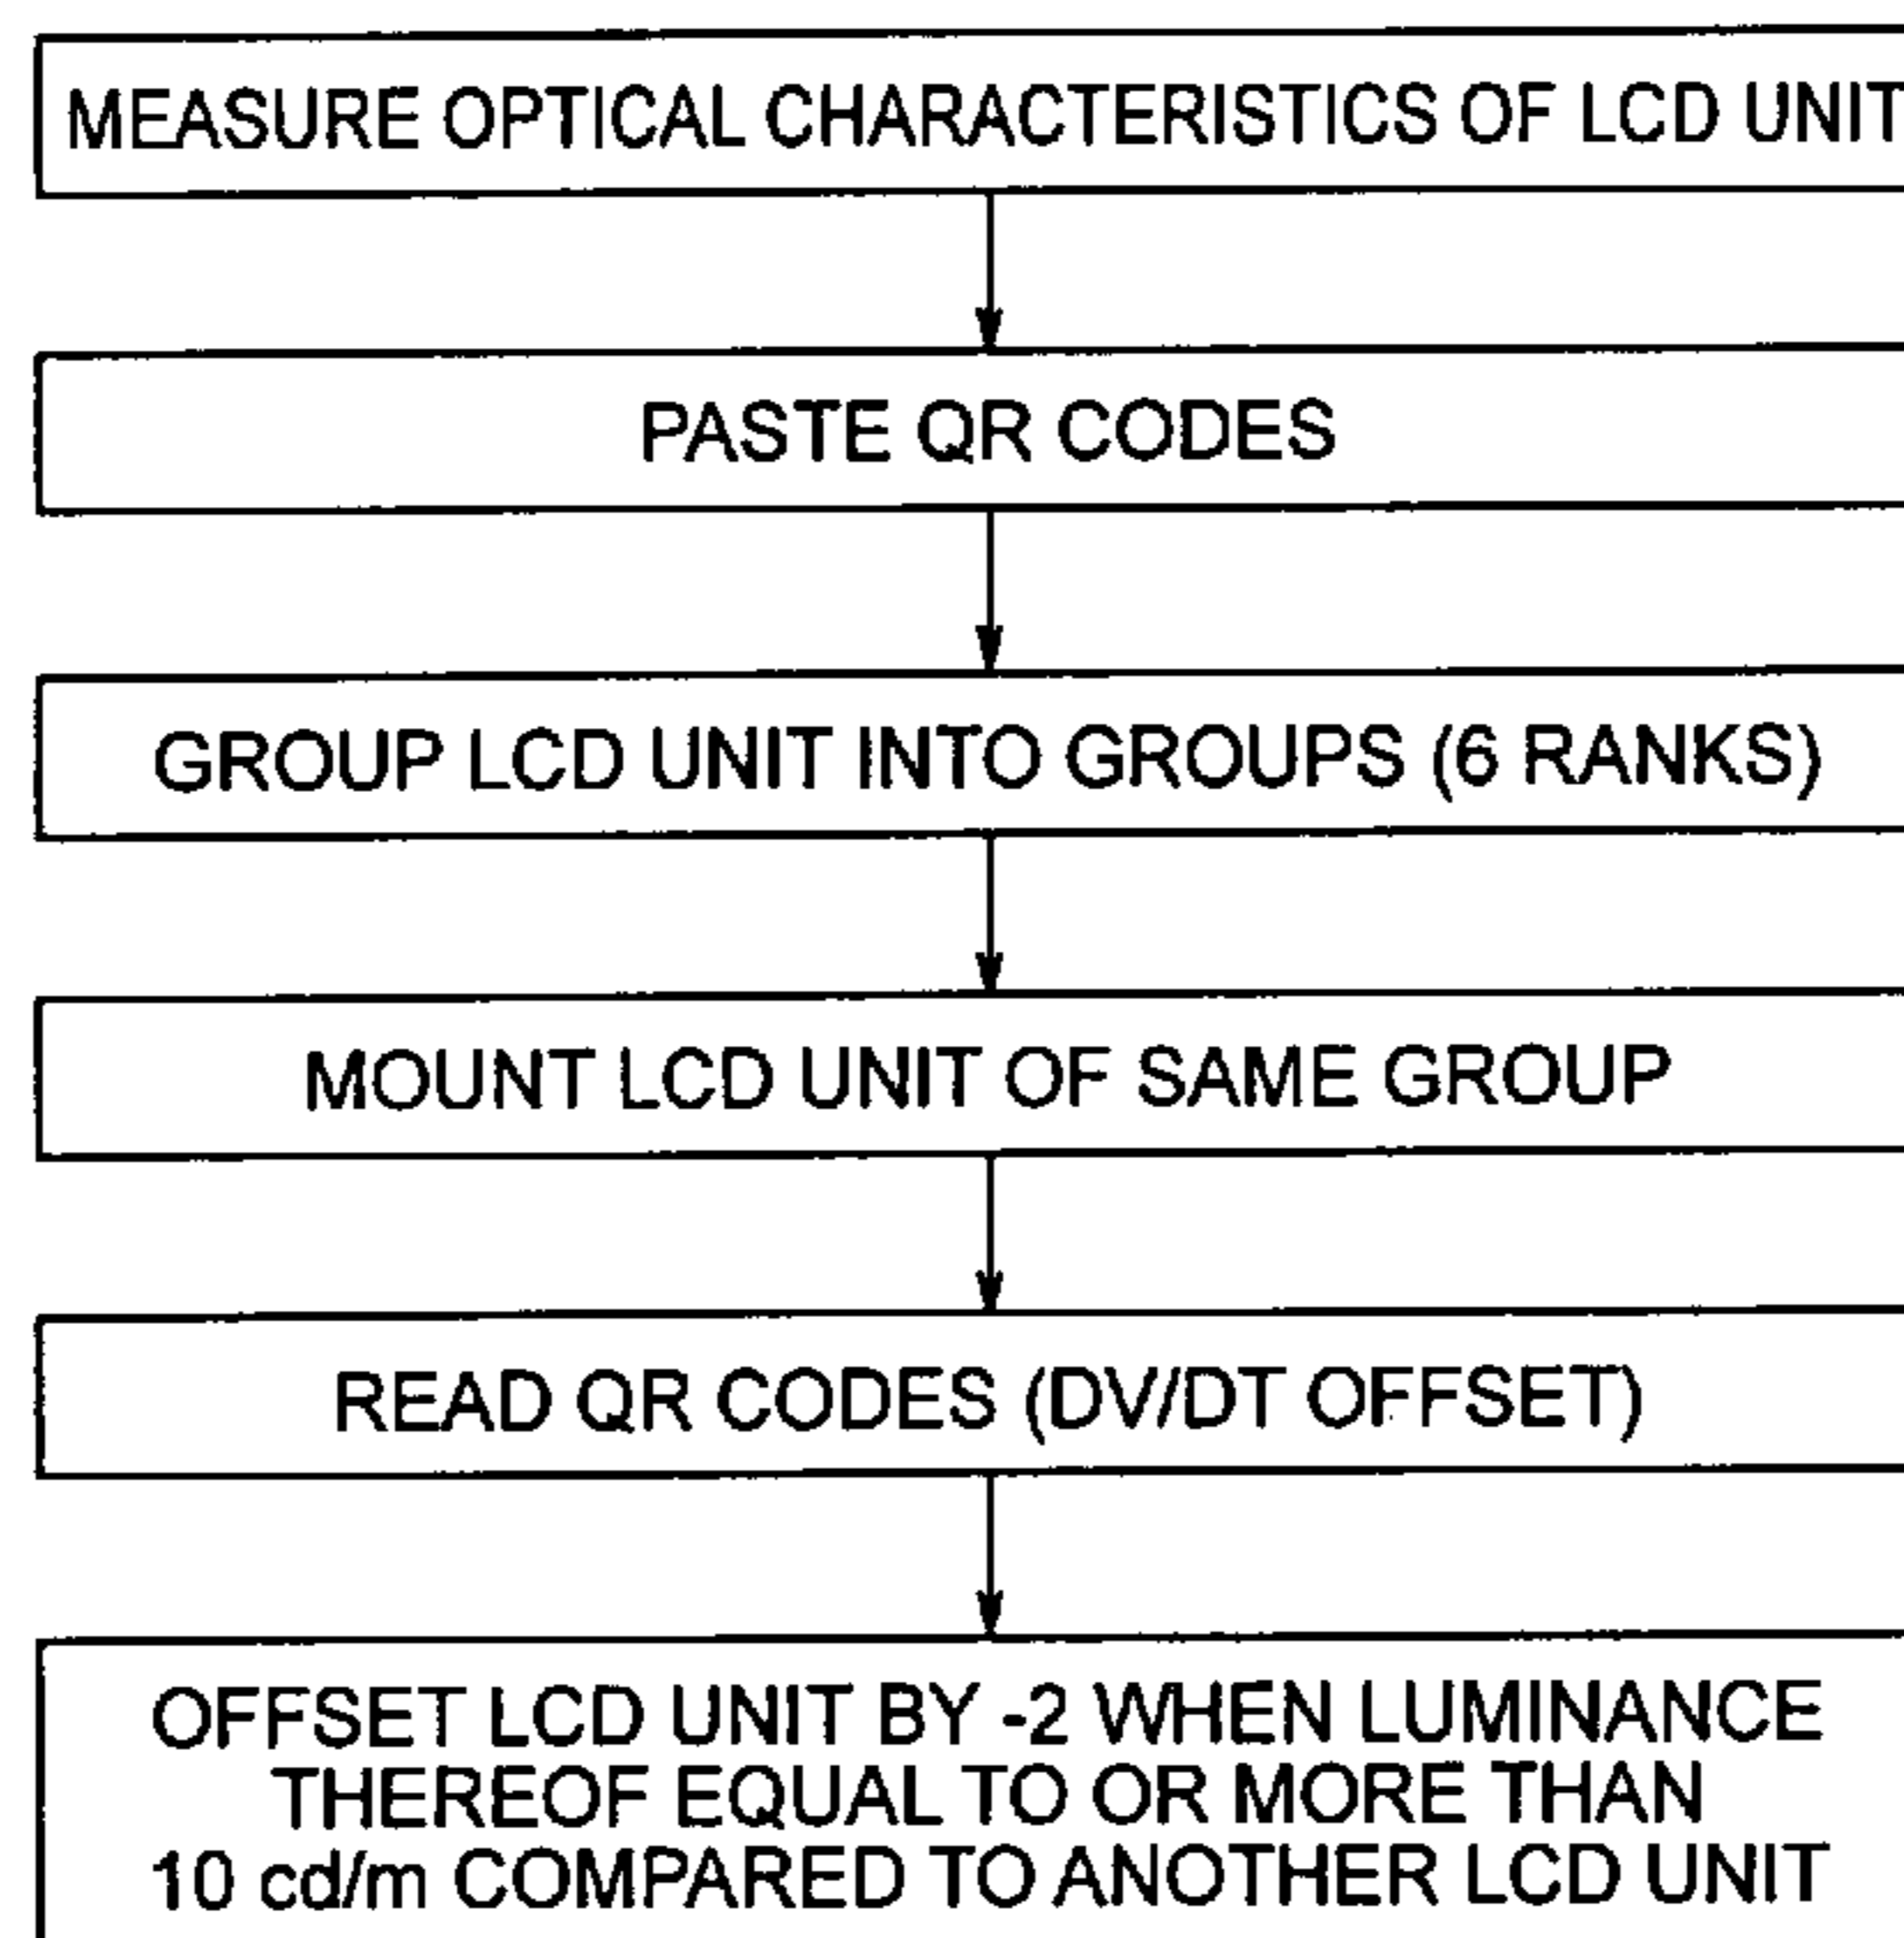 MEASURE OPTICAL CHARACTERISTICS OF LCD UNIT
PASTE QR CODES
GROUP LCD UNIT INTO GROUPS (6 RANKS)
MOUNT LCD UNIT OF SAME GROUP
READ QR CODES (DV/DT OFFSET)
OFFSET LCD UNIT BY -2 WHEN LUMINANCE
THEREOF EQUAL TO OR MORE THAN
10 cd/m COMPARED TO ANOTHER LCD UNIT